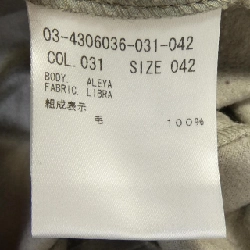 03-4306036-031-042
COL. 031 SIZE 042
BODY. ALEYA
FABRIC. LIBRA
組成表示
毛 100%